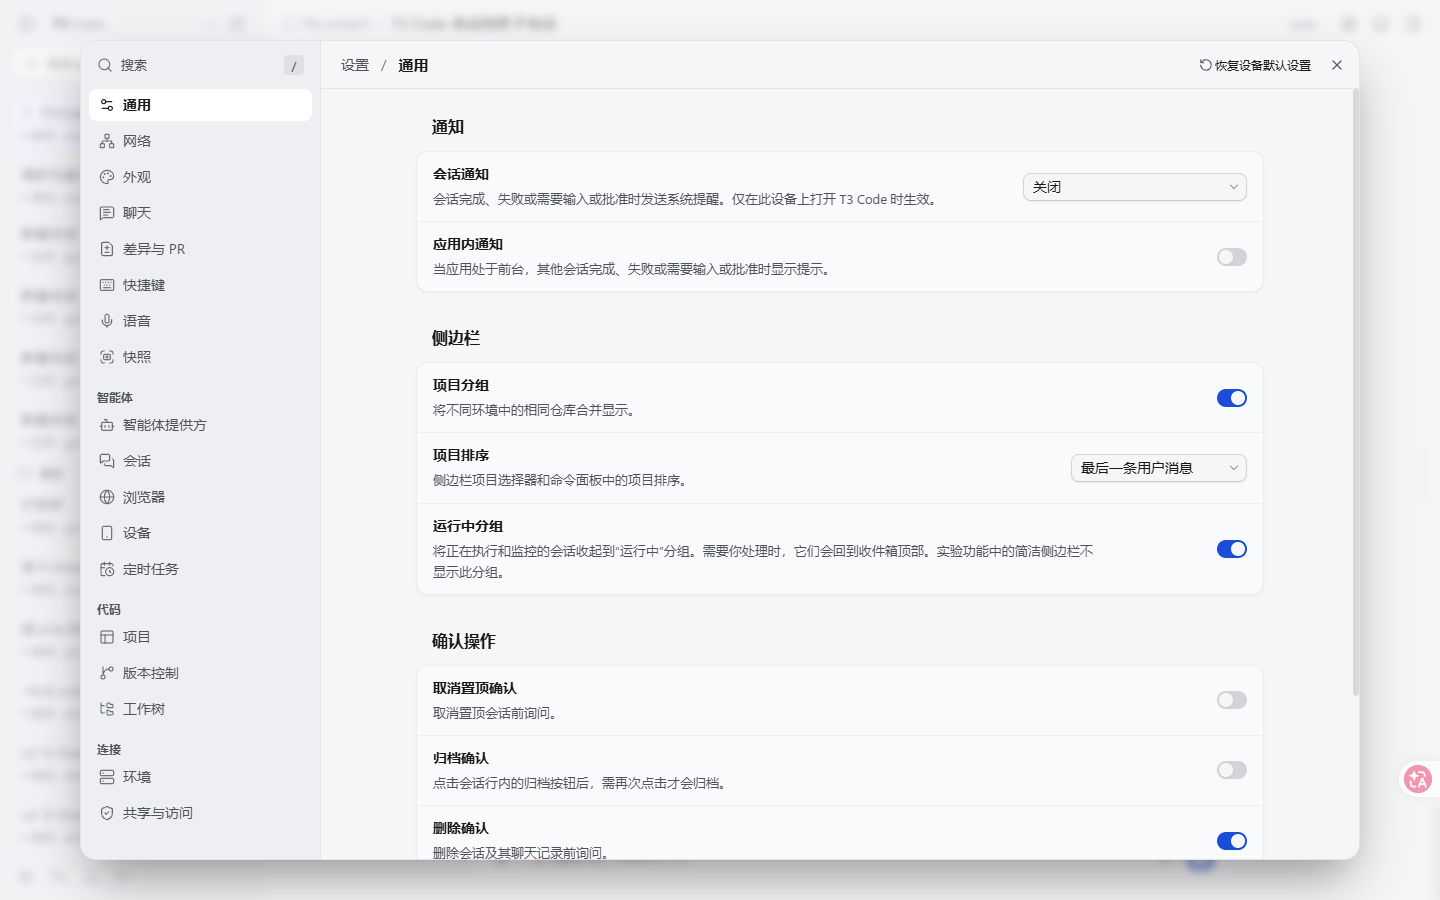 搜索 /
通用
网络
外观
聊天
差异与 PR
快捷键
语音
快照
智能体
智能体提供方
会话
浏览器
设备
定时任务
代码
项目
版本控制
工作树
连接
环境
共享与访问
设置 / 通用
恢复设备默认设置
通知
会话通知
会话完成、失败或需要输入或批准时发送系统提醒。仅在此设备上打开 T3 Code 时生效。
关闭
应用内通知
当应用处于前台，其他会话完成、失败或需要输入或批准时显示提示。
侧边栏
项目分组
将不同环境中的相同仓库合并显示。
项目排序
侧边栏项目选择器和命令面板中的项目排序。
最后一条用户消息
运行中分组
将正在执行和监控的会话收起到“运行中”分组。需要你处理时，它们会回到收件箱顶部。实验功能中的简洁侧边栏不
显示此分组。
确认操作
取消置顶确认
取消置顶会话前询问。
归档确认
点击会话行内的归档按钮后，需再次点击才会归档。
删除确认
删除会话及其聊天记录前询问。